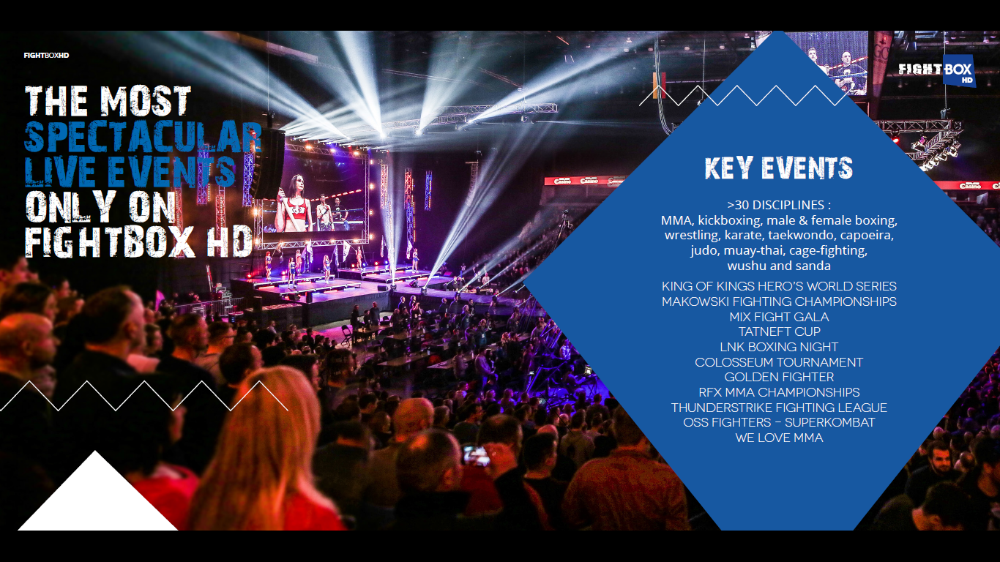 FIGHTBOXHD
THE MOST
SPECTACULAR
LIVE EVENTS
ONLY ON
FIGHTBOX HD
FIGHTBOX
HD
KEY EVENTS
>30 DISCIPLINES :
MMA, kickboxing, male & female boxing,
wrestling, karate, taekwondo, capoeira,
judo, muay-thai, cage-fighting,
wushu and sanda
KING OF KINGS HERO'S WORLD SERIES
MAKOWSKI FIGHTING CHAMPIONSHIPS
MIX FIGHT GALA
TATNEFT CUP
LNK BOXING NIGHT
COLOSSEUM TOURNAMENT
GOLDEN FIGHTER
RFX MMA CHAMPIONSHIPS
THUNDERSTRIKE FIGHTING LEAGUE
OSS FIGHTERS – SUPERKOMBAT
WE LOVE MMA